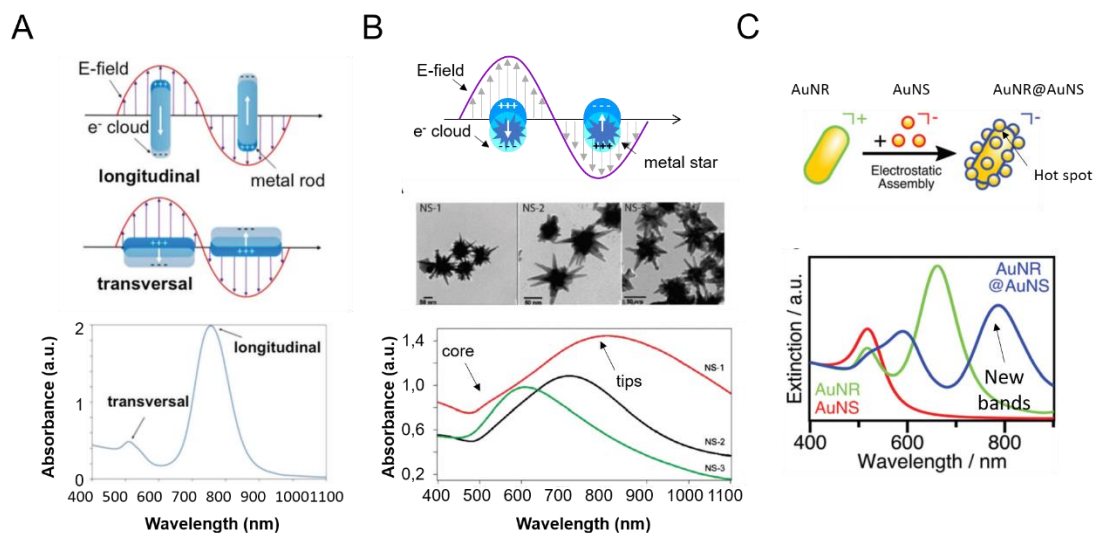 A
E-field
+++
- - -
- - -
+++
e⁻ cloud
longitudinal
metal rod
+++
- - -
- - -
+++
transversal
Absorbance (a.u.)
2
1
0
longitudinal
transversal
400 500 600 700 800 900 10001100
Wavelength (nm)
B
E-field
+++
- - -
- - -
+++
e⁻ cloud
metal star
NS-1
NS-2
50 nm
50 nm
Absorbance (a.u.)
1,4
1,0
0,6
0,2
core
tips
NS-1
NS-2
NS-3
400 500 600 700 800 900 1000 1100
Wavelength (nm)
C
AuNR
AuNS
AuNR@AuNS
+
-
-
+
Electrostatic
Assembly
Hot spot
Extinction / a.u.
AuNR
@AuNS
AuNR
AuNS
New
bands
400 600 800
Wavelength / nm